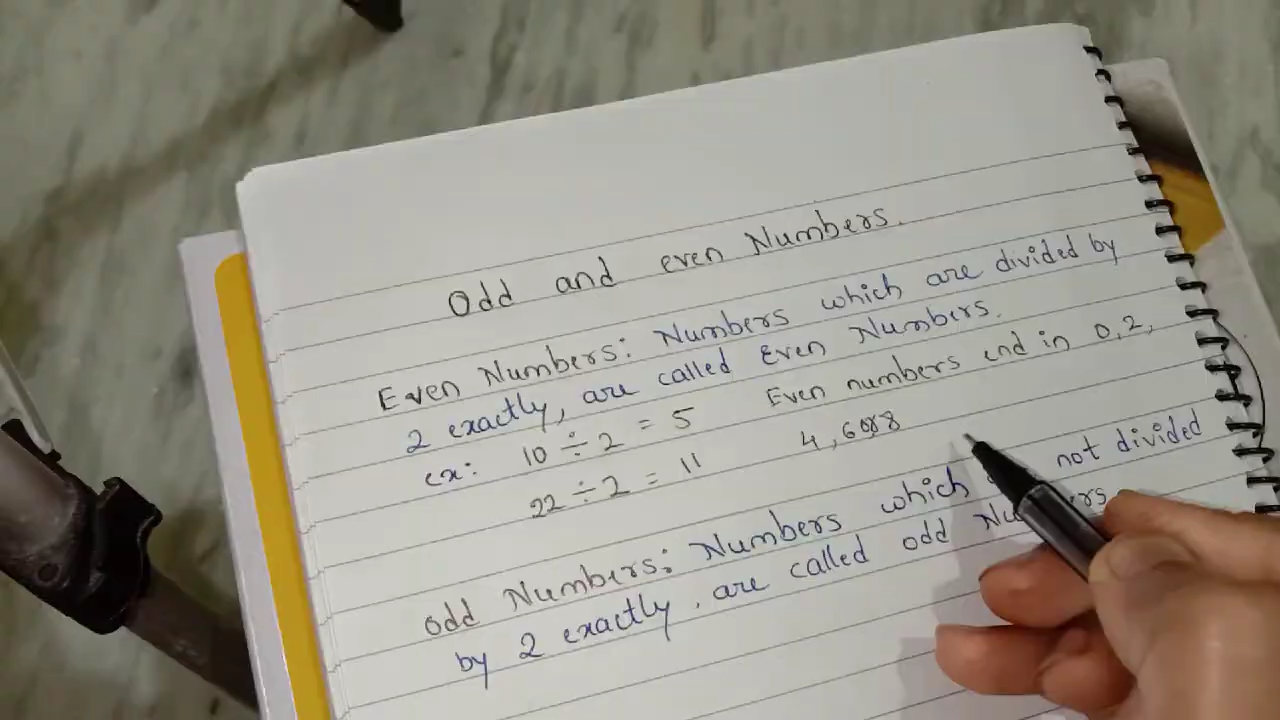 Odd and even Numbers.
Even Numbers: Numbers which are divided by
2 exactly, are called Even Numbers.
ex: 10 ÷ 2 = 5 Even numbers end in 0, 2,
22 ÷ 2 = 11 4, 6 8
odd Numbers: Numbers which not divided
by 2 exactly, are called odd Numbers